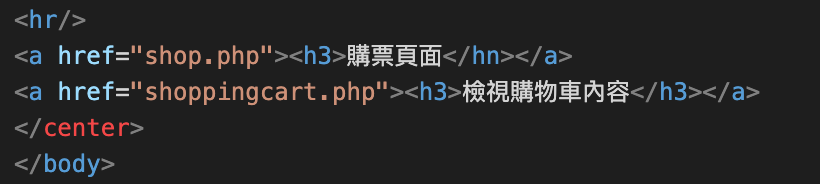 <hr/>
<a href="shop.php"><h3>購票頁面</hn></a>
<a href="shoppingcart.php"><h3>檢視購物車內容</h3></a>
</center>
</body>